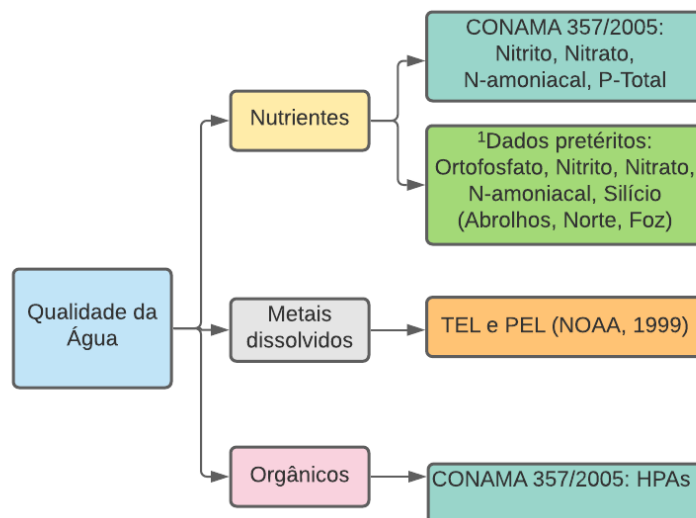 CONAMA 357/2005:
Nitrito, Nitrato,
N-amoniacal, P-Total
Nutrientes
¹Dados pretéritos:
Ortofosfato, Nitrito, Nitrato,
N-amoniacal, Silício
(Abrolhos, Norte, Foz)
Qualidade da
Água
Metais
dissolvidos
TEL e PEL (NOAA, 1999)
Orgânicos
CONAMA 357/2005: HPAs